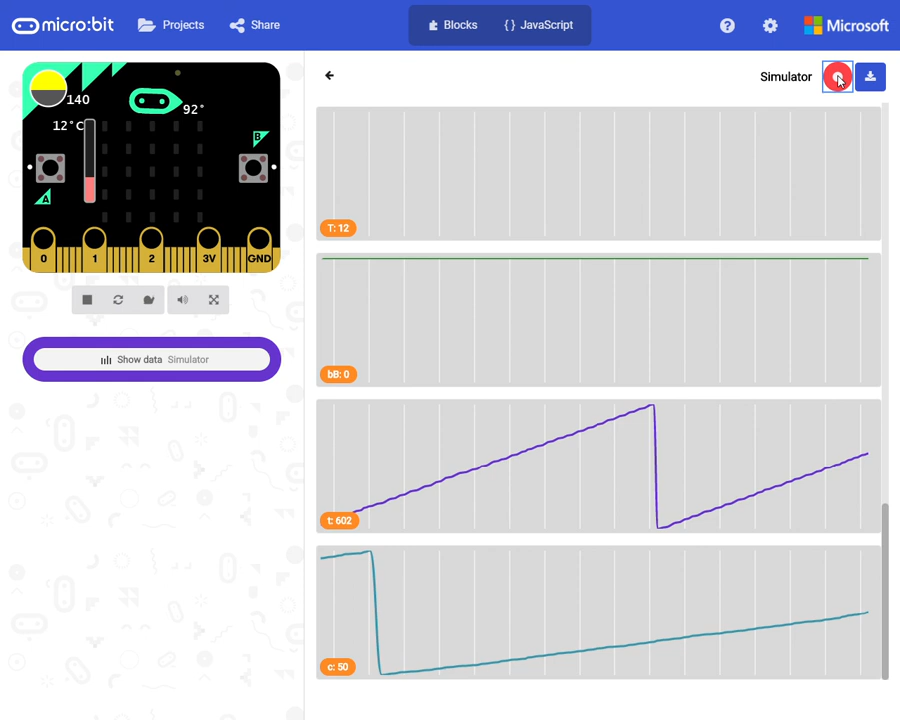 micro:bit Projects Share Blocks { } JavaScript ? Microsoft
Simulator
140
92°
12°C
B
A
0 1 2 3V GND
Show data Simulator
T: 12
bB: 0
t: 602
c: 50